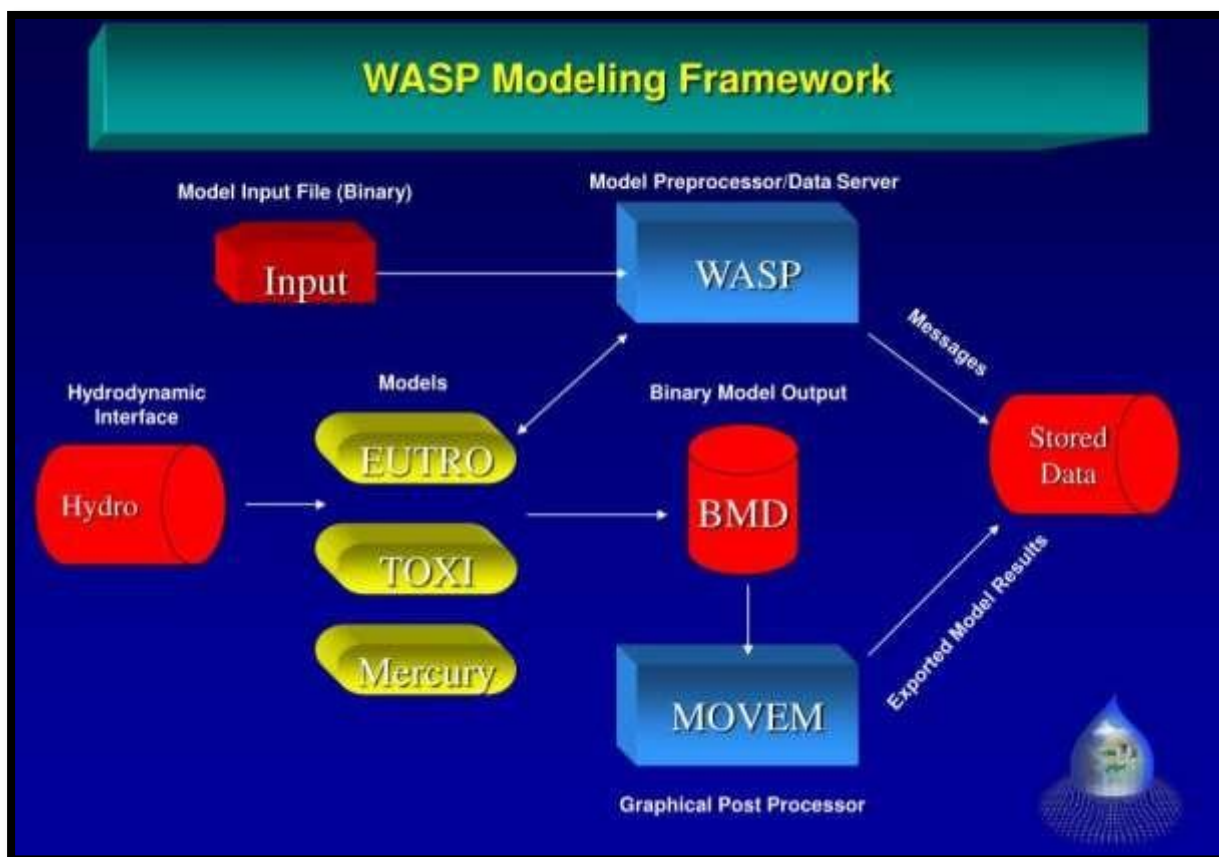 WASP Modeling Framework
Model Input File (Binary)
Model Preprocessor/Data Server
Input
WASP
Messages
Hydrodynamic
Interface
Models
Binary Model Output
Hydro
EUTRO
TOXI
Mercury
BMD
Stored
Data
MOVEM
Exported Model Results
Graphical Post Processor